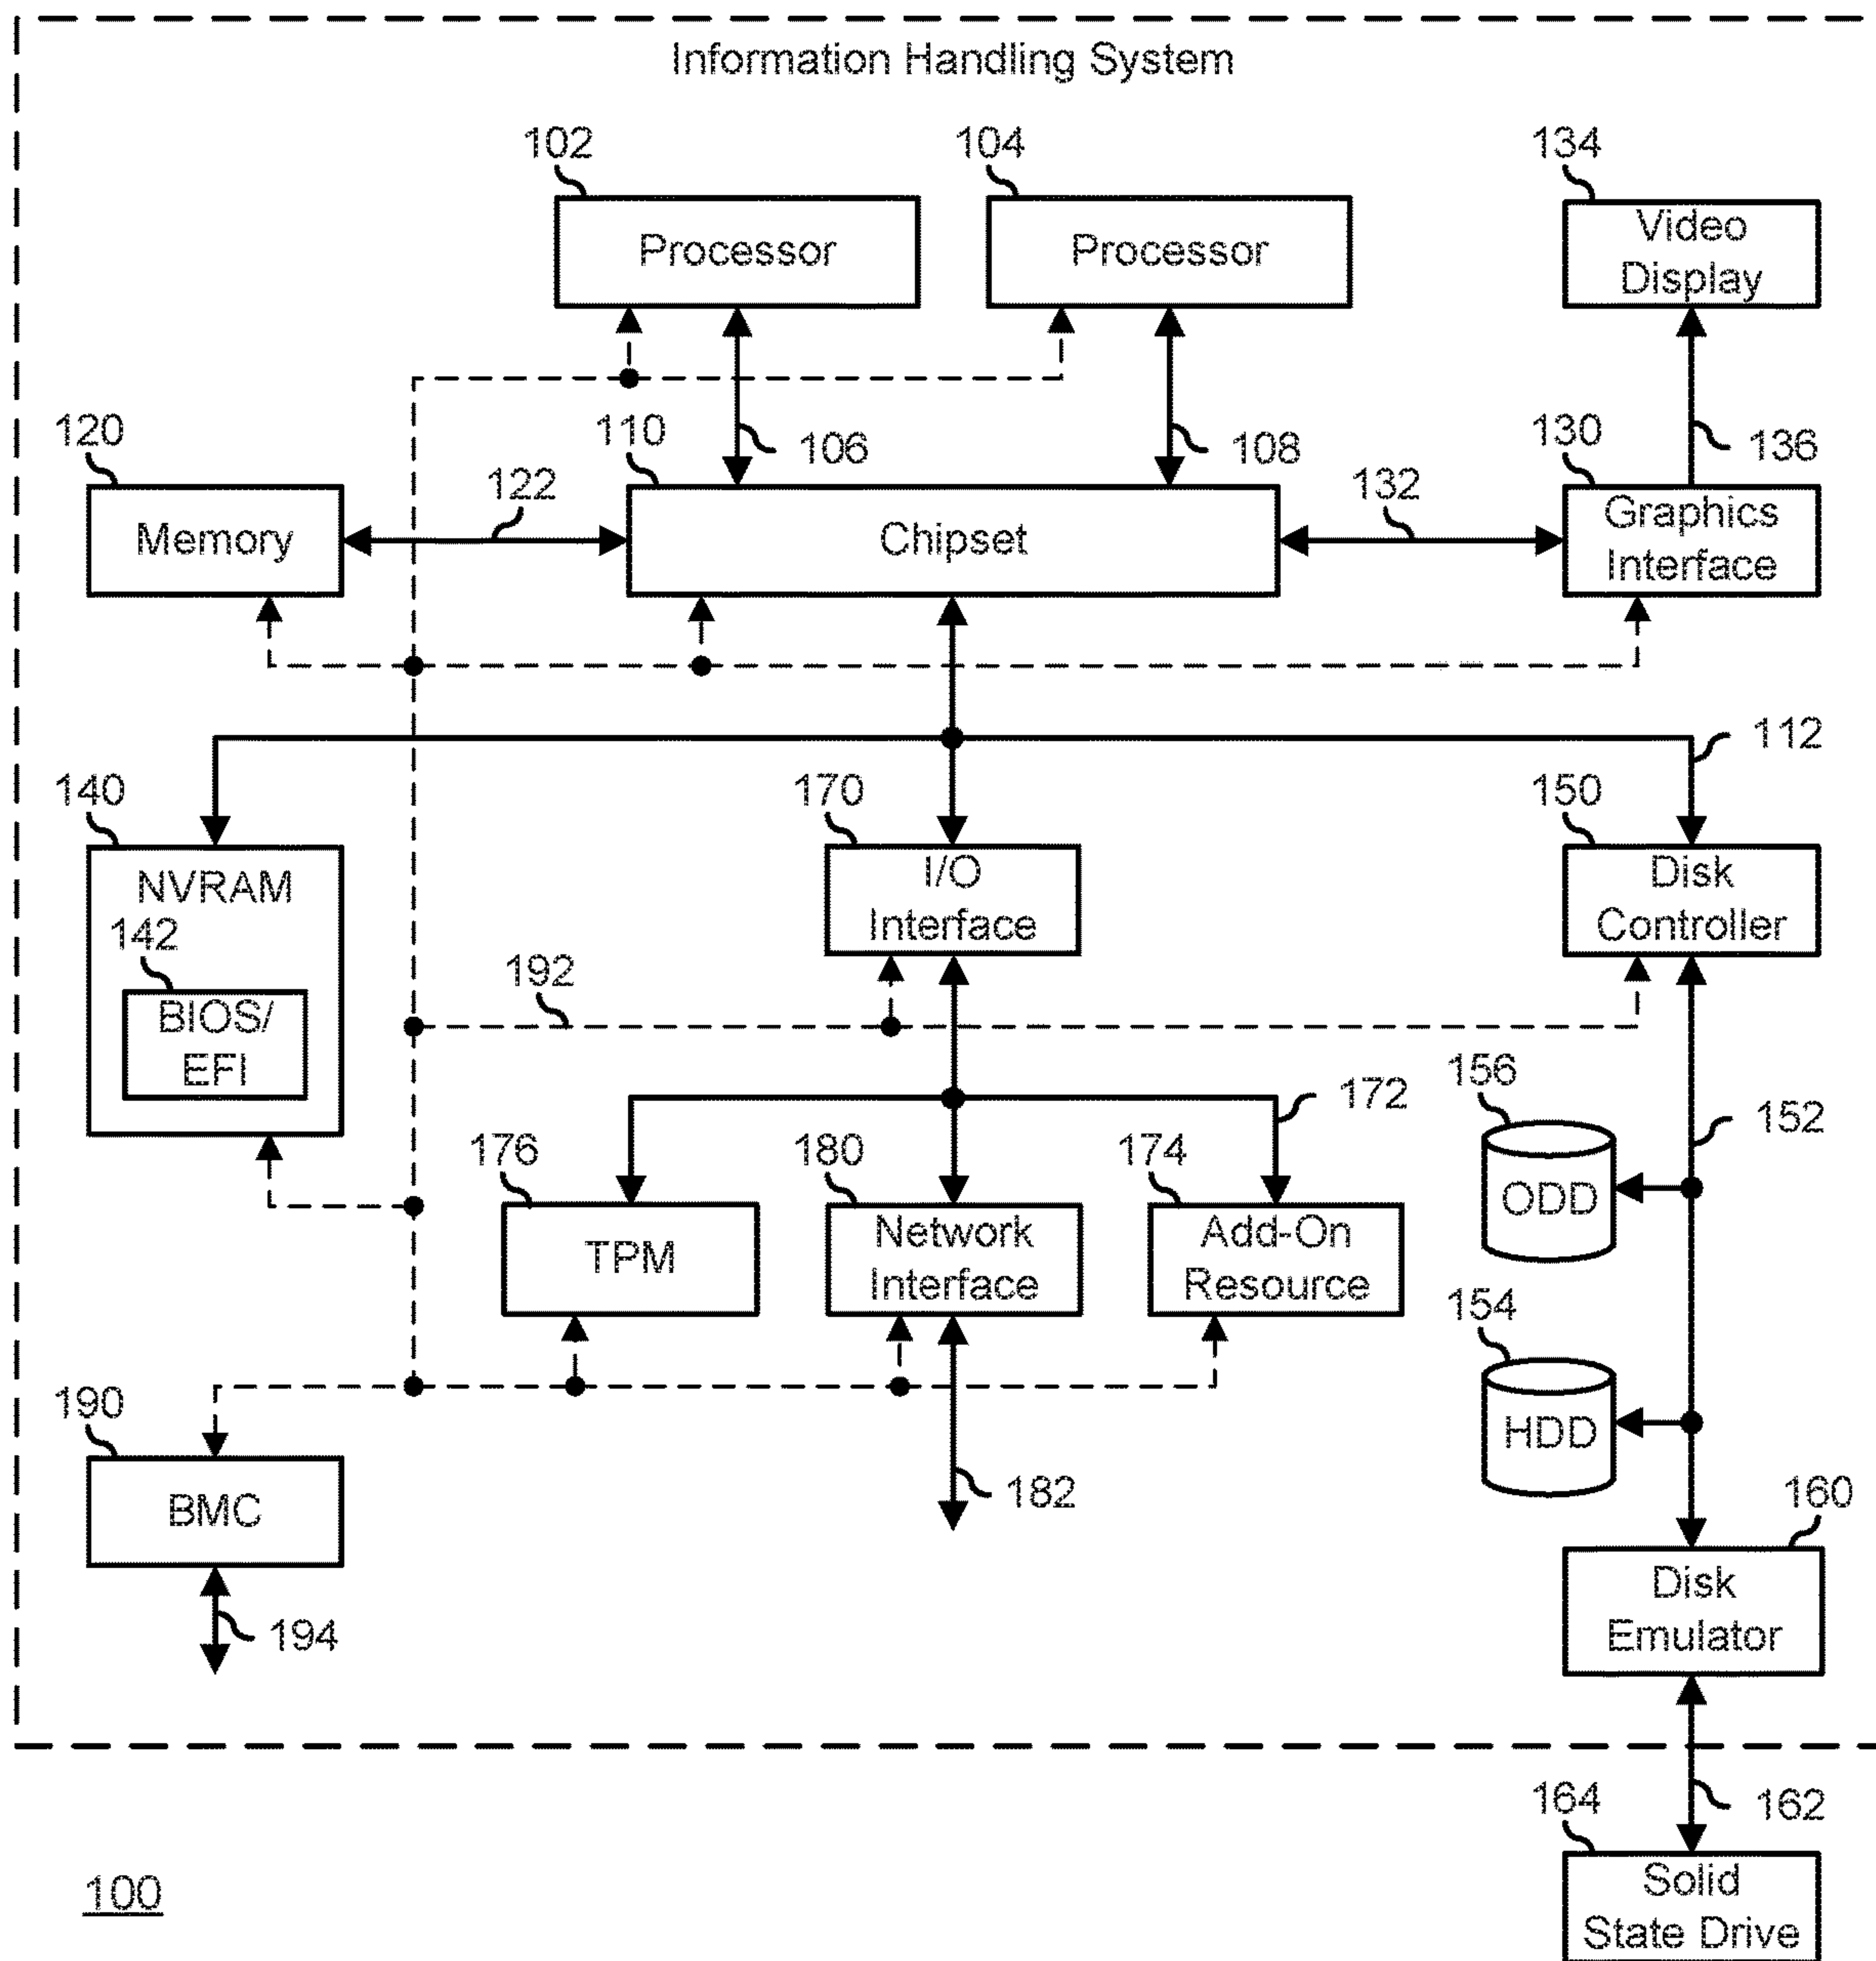 Information Handling System
102
104
134
Processor
Processor
Video
Display
120
110
106
108
130
136
122
132
Memory
Chipset
Graphics
Interface
112
140
170
150
NVRAM
I/O
Interface
Disk
Controller
142
192
BIOS/
EFI
156
172
152
176
180
174
ODD
TPM
Network
Interface
Add-On
Resource
154
190
HDD
182
160
BMC
Disk
Emulator
194
164
162
100
Solid
State Drive